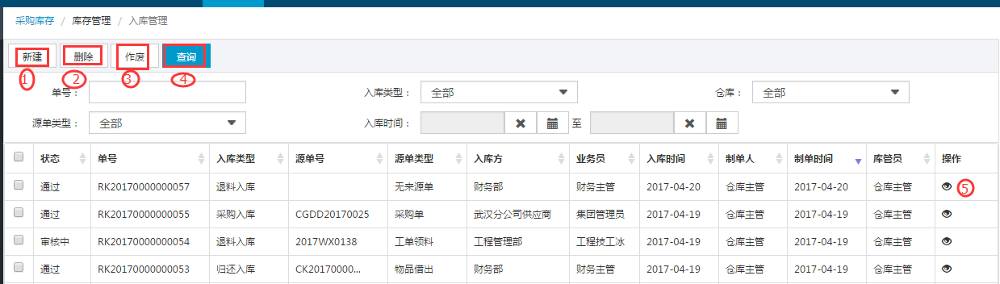 采购库存 / 库存管理 / 入库管理
新建 删除 作废 查询
1 2 3 4
单号： 入库类型： 全部 仓库： 全部
源单类型： 全部 入库时间： 至
状态 单号 入库类型 源单号 源单类型 入库方 业务员 入库时间 制单人 制单时间 库管员 操作
通过 RK20170000000057 退料入库 无来源单 财务部 财务主管 2017-04-20 仓库主管 2017-04-20 仓库主管 5
通过 RK20170000000055 采购入库 CGDD20170025 采购单 武汉分公司供应商 集团管理员 2017-04-19 仓库主管 2017-04-19 仓库主管
审核中 RK20170000000054 退料入库 2017WX0138 工单领料 工程管理部 工程技工冰 2017-04-19 仓库主管 2017-04-19 仓库主管
通过 RK20170000000053 归还入库 CK20170000... 物品借出 财务部 财务主管 2017-04-19 仓库主管 2017-04-19 仓库主管